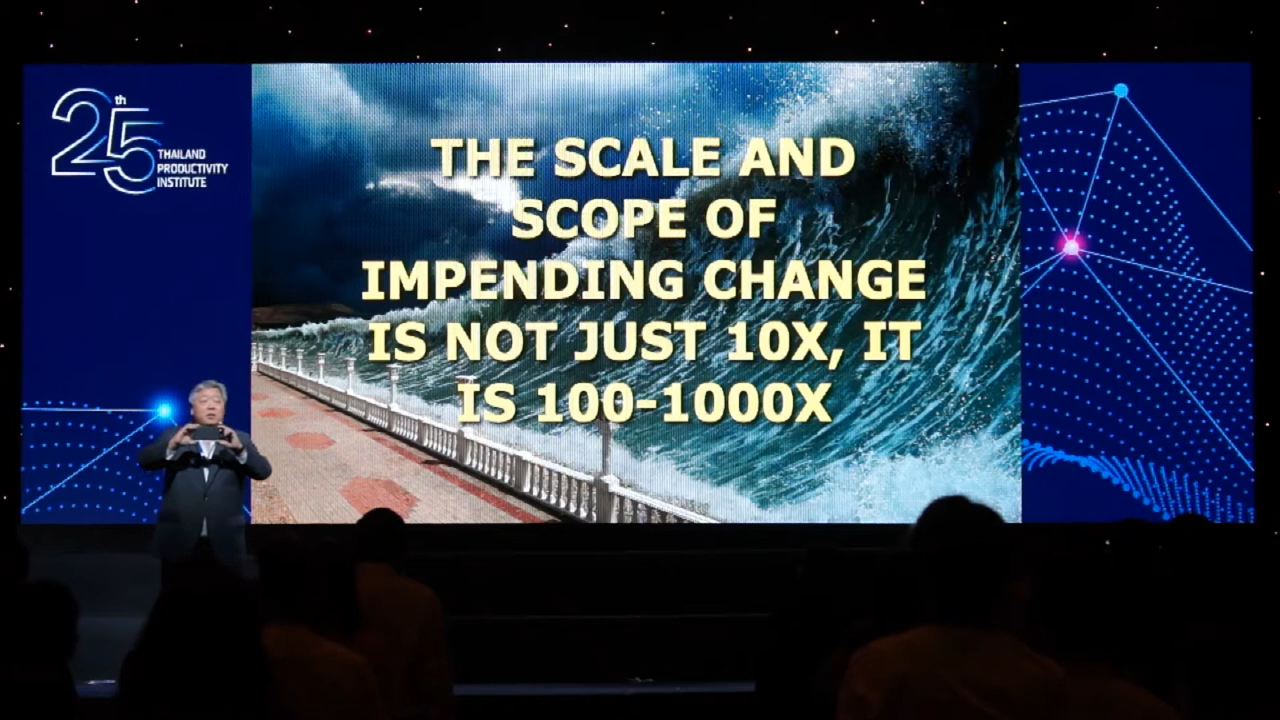 25th
THAILAND
PRODUCTIVITY
INSTITUTE
THE SCALE AND
SCOPE OF
IMPENDING CHANGE
IS NOT JUST 10X, IT
IS 100-1000X